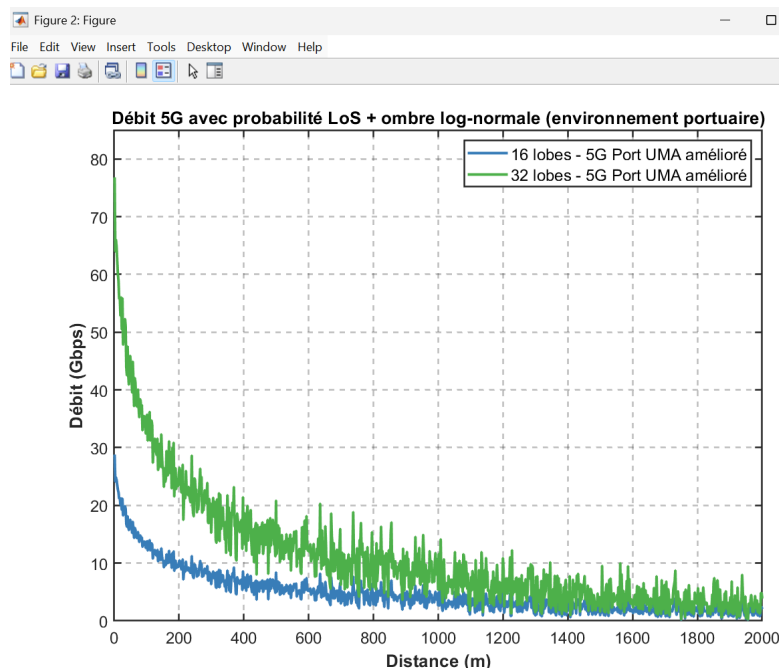 Figure 2: Figure
File Edit View Insert Tools Desktop Window Help
Débit 5G avec probabilité LoS + ombre log-normale (environnement portuaire)
16 lobes - 5G Port UMA amélioré
32 lobes - 5G Port UMA amélioré
Débit (Gbps)
80
70
60
50
40
30
20
10
0
0 200 400 600 800 1000 1200 1400 1600 1800 2000
Distance (m)